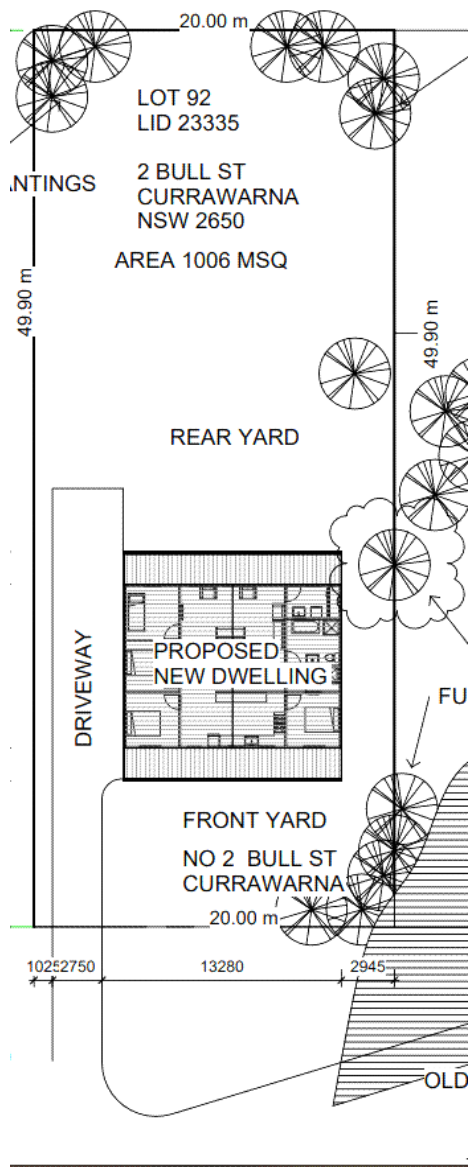 20.00 m
LOT 92
LID 23335
2 BULL ST
CURRAWARNA
NSW 2650
ANTINGS
AREA 1006 MSQ
49.90 m
49.90 m
REAR YARD
DRIVEWAY
PROPOSED
NEW DWELLING
FU
FRONT YARD
NO 2 BULL ST
CURRAWARNA
20.00 m
1025 2750 13280 2945
OLD